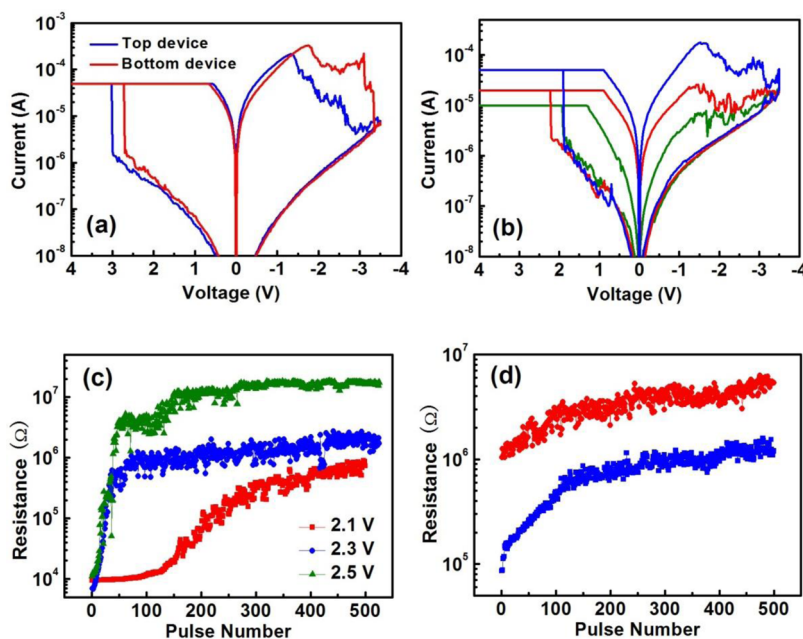 10⁻³
10⁻⁴
10⁻⁵
10⁻⁶
10⁻⁷
10⁻⁸
Current (A)
Top device
Bottom device
(a)
4 3 2 1 0 -1 -2 -3 -4
Voltage (V)
10⁻⁴
10⁻⁵
10⁻⁶
10⁻⁷
10⁻⁸
Current (A)
(b)
4 3 2 1 0 -1 -2 -3 -4
Voltage (V)
10⁷
10⁶
10⁵
10⁴
Resistance (Ω)
(c)
2.1 V
2.3 V
2.5 V
0 100 200 300 400 500
Pulse Number
10⁷
10⁶
10⁵
Resistance (Ω)
(d)
0 100 200 300 400 500
Pulse Number